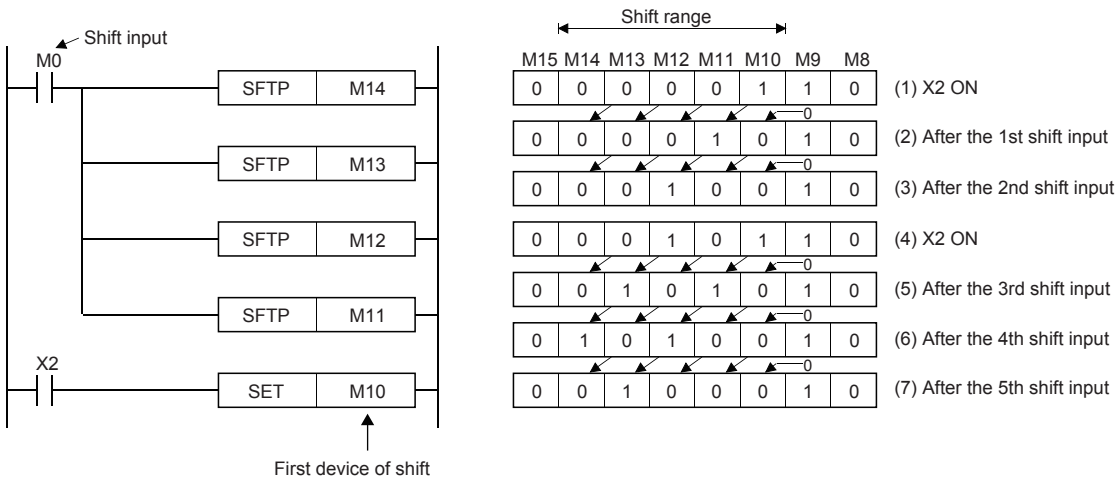 Shift input
M0
SFTP M14
SFTP M13
SFTP M12
SFTP M11
X2
SET M10
First device of shift
Shift range
M15 M14 M13 M12 M11 M10 M9 M8
0 0 0 0 0 1 1 0 (1) X2 ON
0
0 0 0 0 1 0 1 0 (2) After the 1st shift input
0
0 0 0 1 0 0 1 0 (3) After the 2nd shift input
0 0 0 1 0 1 1 0 (4) X2 ON
0
0 0 1 0 1 0 1 0 (5) After the 3rd shift input
0
0 1 0 1 0 0 1 0 (6) After the 4th shift input
0
0 0 1 0 0 0 1 0 (7) After the 5th shift input